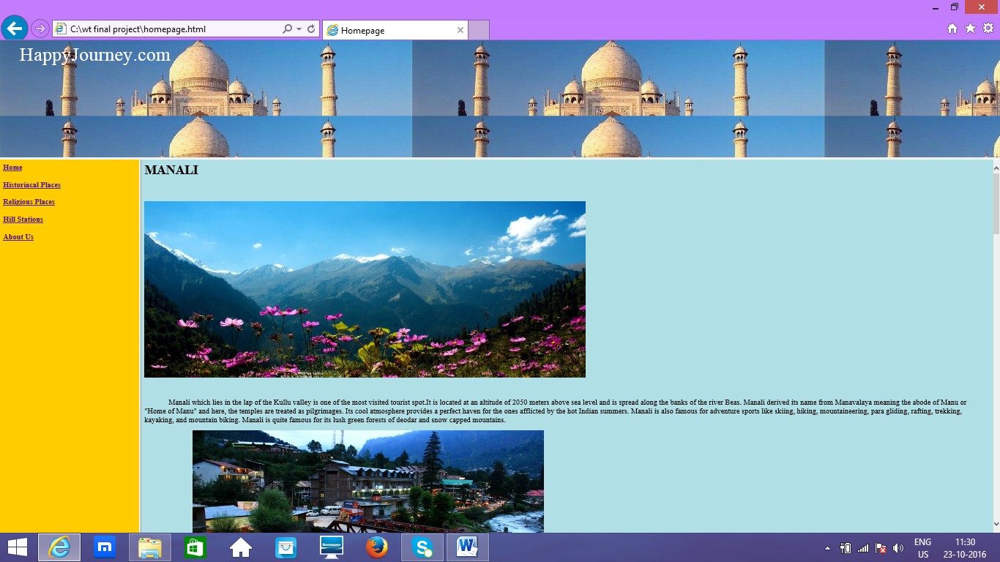 C:\wt final project\homepage.html
Homepage
HappyJourney.com
Home
Historiacal Places
Religious Places
Hill Stations
About Us
MANALI
Manali which lies in the lap of the Kullu valley is one of the most visited tourist spot.It is located at an altitude of 2050 meters above sea level and is spread along the banks of the river Beas. Manali derived its name from Manavalaya meaning the abode of Manu or
"Home of Manu" and here, the temples are treated as pilgrimages. Its cool atmosphere provides a perfect haven for the ones afflicted by the hot Indian summers. Manali is also famous for adventure sports like skiing, hiking, mountaineering, para gliding, rafting, trekking,
kayaking, and mountain biking. Manali is quite famous for its lush green forests of deodar and snow capped mountains.
m
lenovo
S
W
ENG
US
11:30
23-10-2016